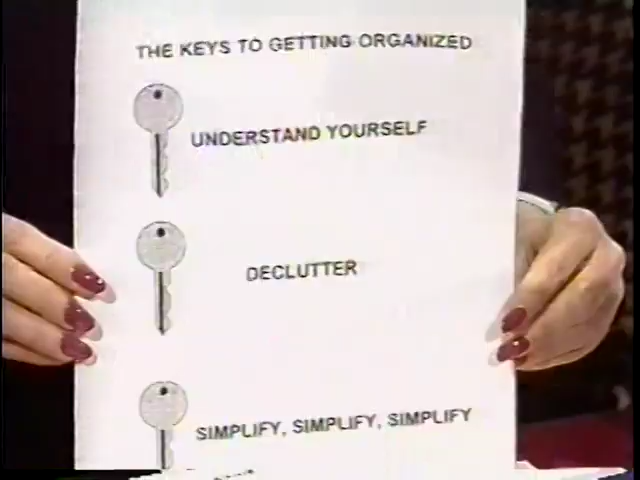 THE KEYS TO GETTING ORGANIZED
UNDERSTAND YOURSELF
DECLUTTER
SIMPLIFY, SIMPLIFY, SIMPLIFY